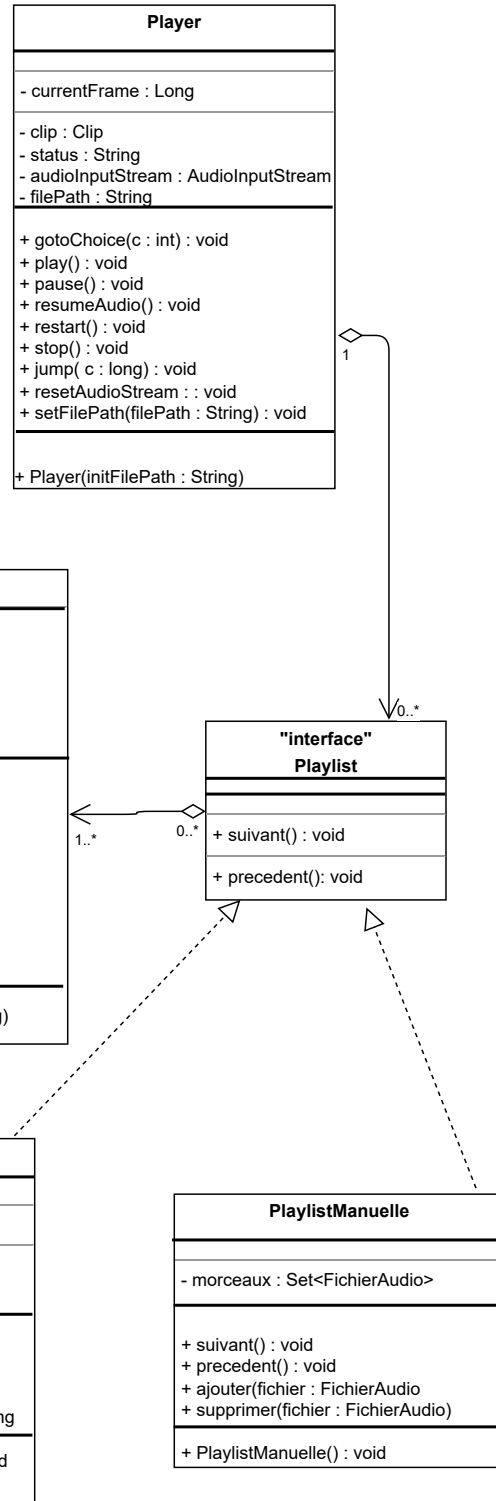 Player
- currentFrame : Long
- clip : Clip
- status : String
- audioInputStream : AudioInputStream
- filePath : String
+ gotoChoice(c : int) : void
+ play() : void
+ pause() : void
+ resumeAudio() : void
+ restart() : void
+ stop() : void
+ jump( c : long) : void
+ resetAudioStream : : void
+ setFilePath(filePath : String) : void
+ Player(initFilePath : String)
1
0..*
"interface"
Playlist
+ suivant() : void
+ precedent(): void
0..*
1..*
g)
PlaylistManuelle
- morceaux : Set<FichierAudio>
+ suivant() : void
+ precedent() : void
+ ajouter(fichier : FichierAudio
+ supprimer(fichier : FichierAudio)
+ PlaylistManuelle() : void
ng
d